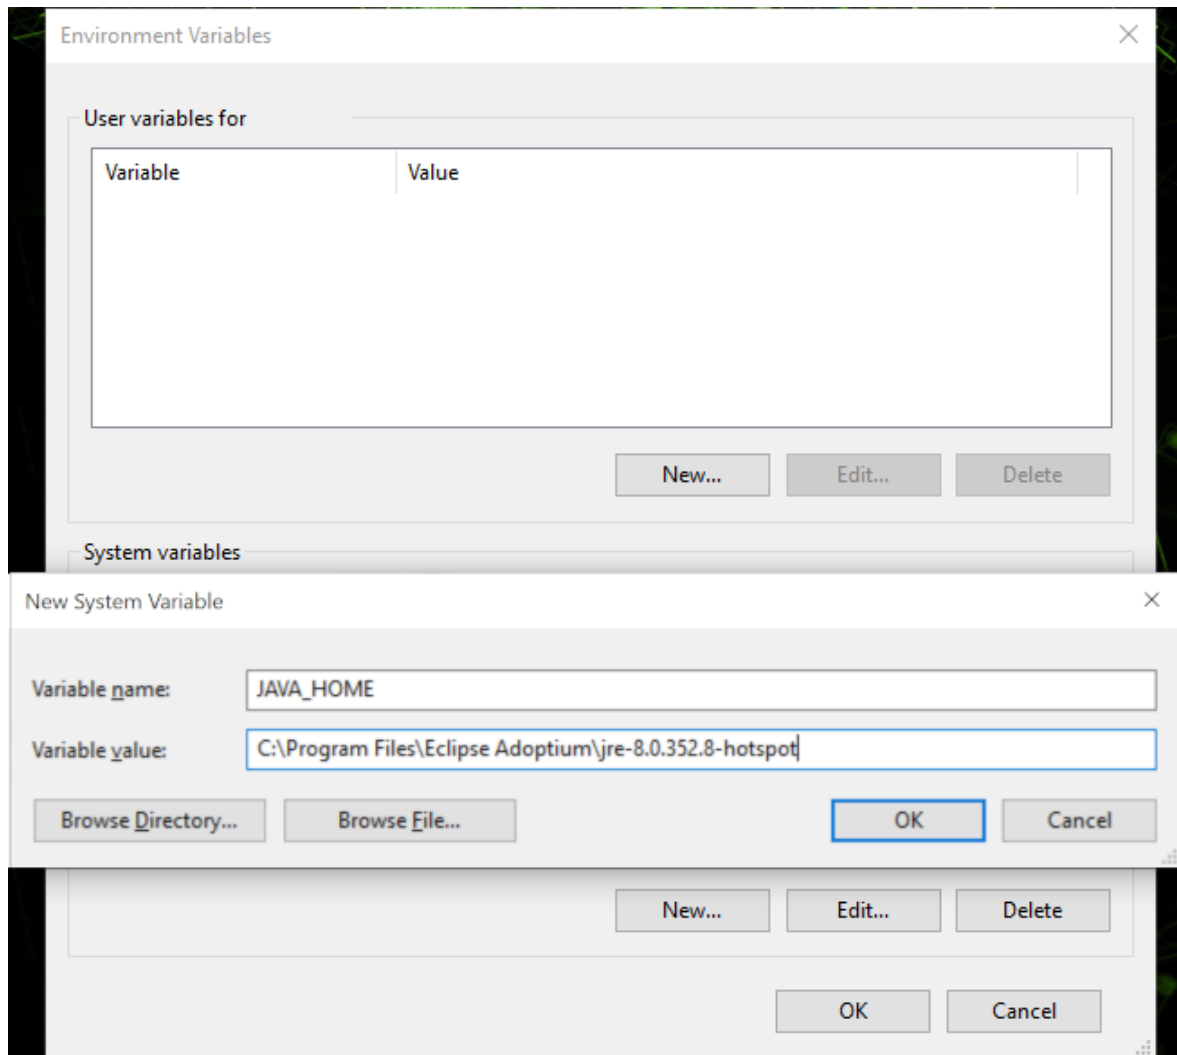 Environment Variables
User variables for
Variable Value
New... Edit... Delete
System variables
New System Variable
Variable name: JAVA_HOME
Variable value: C:\Program Files\Eclipse Adoptium\jre-8.0.352.8-hotspot
Browse Directory... Browse File... OK Cancel
New... Edit... Delete
OK Cancel